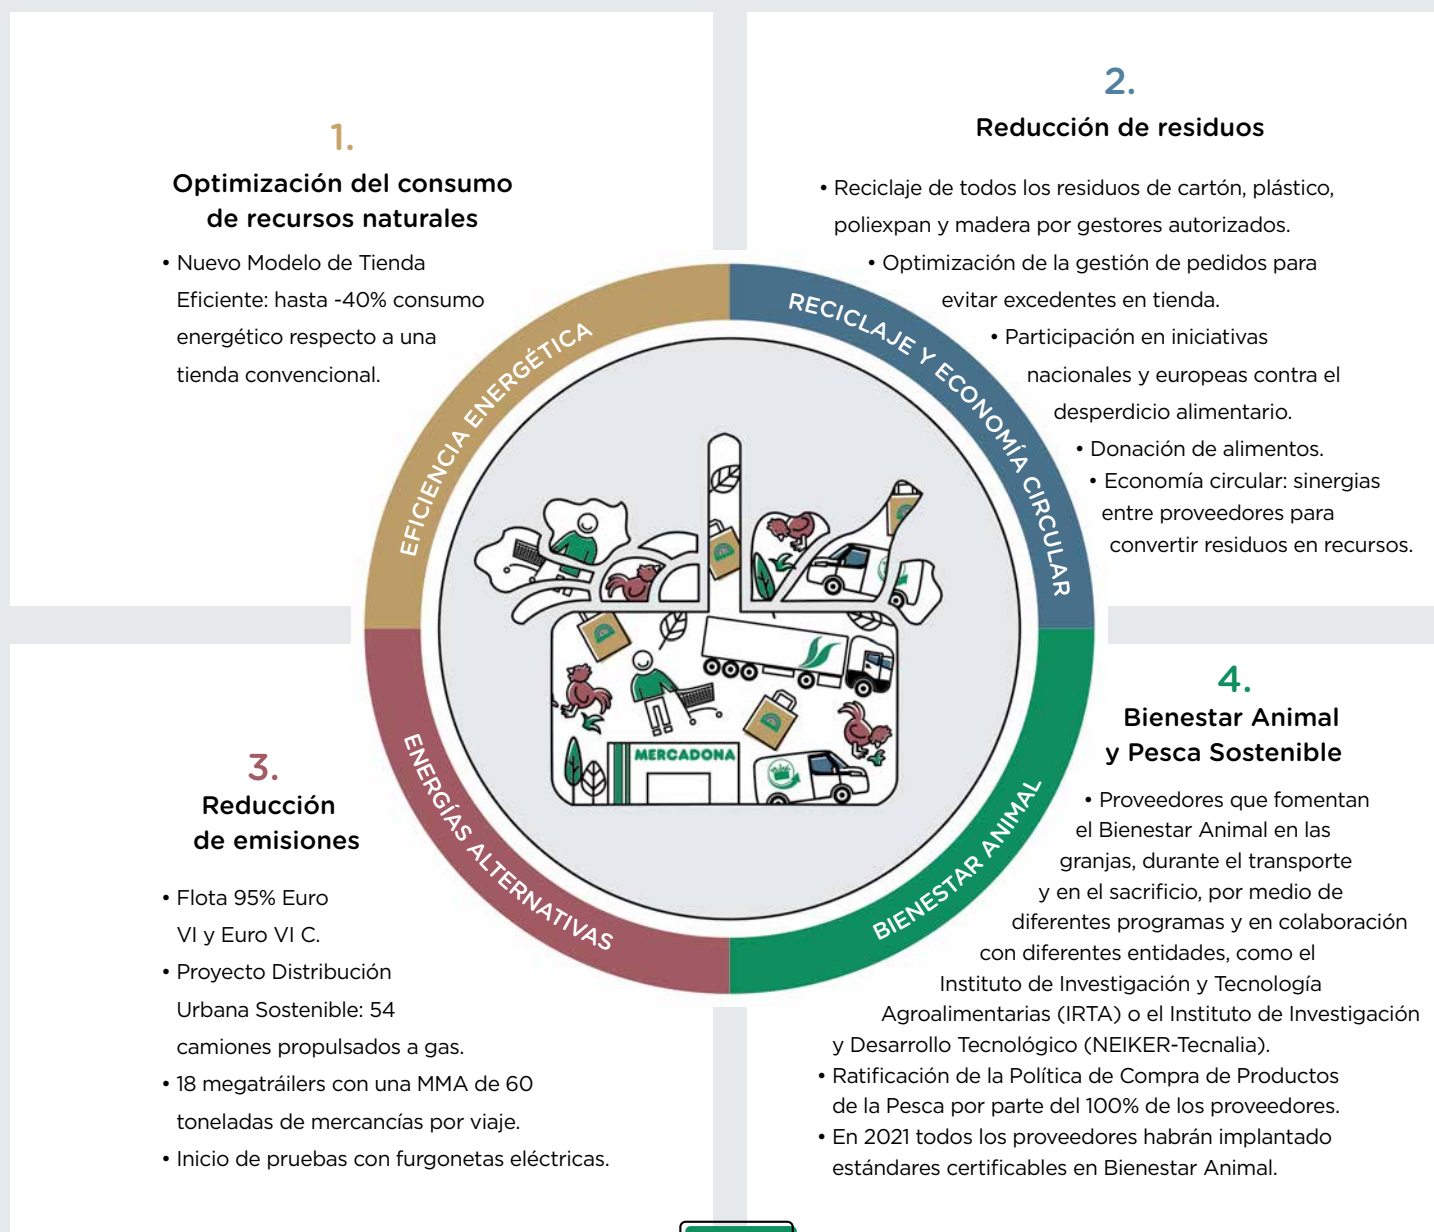 1.
Optimización del consumo
de recursos naturales
• Nuevo Modelo de Tienda
Eficiente: hasta -40% consumo
energético respecto a una
tienda convencional.
2.
Reducción de residuos
• Reciclaje de todos los residuos de cartón, plástico,
poliexpan y madera por gestores autorizados.
• Optimización de la gestión de pedidos para
evitar excedentes en tienda.
• Participación en iniciativas
nacionales y europeas contra el
desperdicio alimentario.
• Donación de alimentos.
• Economía circular: sinergias
entre proveedores para
convertir residuos en recursos.
EFICIENCIA ENERGÉTICA
RECICLAJE Y ECONOMÍA CIRCULAR
MERCADONA
ENERGÍAS ALTERNATIVAS
BIENESTAR ANIMAL
3.
Reducción
de emisiones
• Flota 95% Euro
VI y Euro VI C.
• Proyecto Distribución
Urbana Sostenible: 54
camiones propulsados a gas.
• 18 megatráilers con una MMA de 60
toneladas de mercancías por viaje.
• Inicio de pruebas con furgonetas eléctricas.
4.
Bienestar Animal
y Pesca Sostenible
• Proveedores que fomentan
el Bienestar Animal en las
granjas, durante el transporte
y en el sacrificio, por medio de
diferentes programas y en colaboración
con diferentes entidades, como el
Instituto de Investigación y Tecnología
Agroalimentarias (IRTA) o el Instituto de Investigación
y Desarrollo Tecnológico (NEIKER-Tecnalia).
• Ratificación de la Política de Compra de Productos
de la Pesca por parte del 100% de los proveedores.
• En 2021 todos los proveedores habrán implantado
estándares certificables en Bienestar Animal.